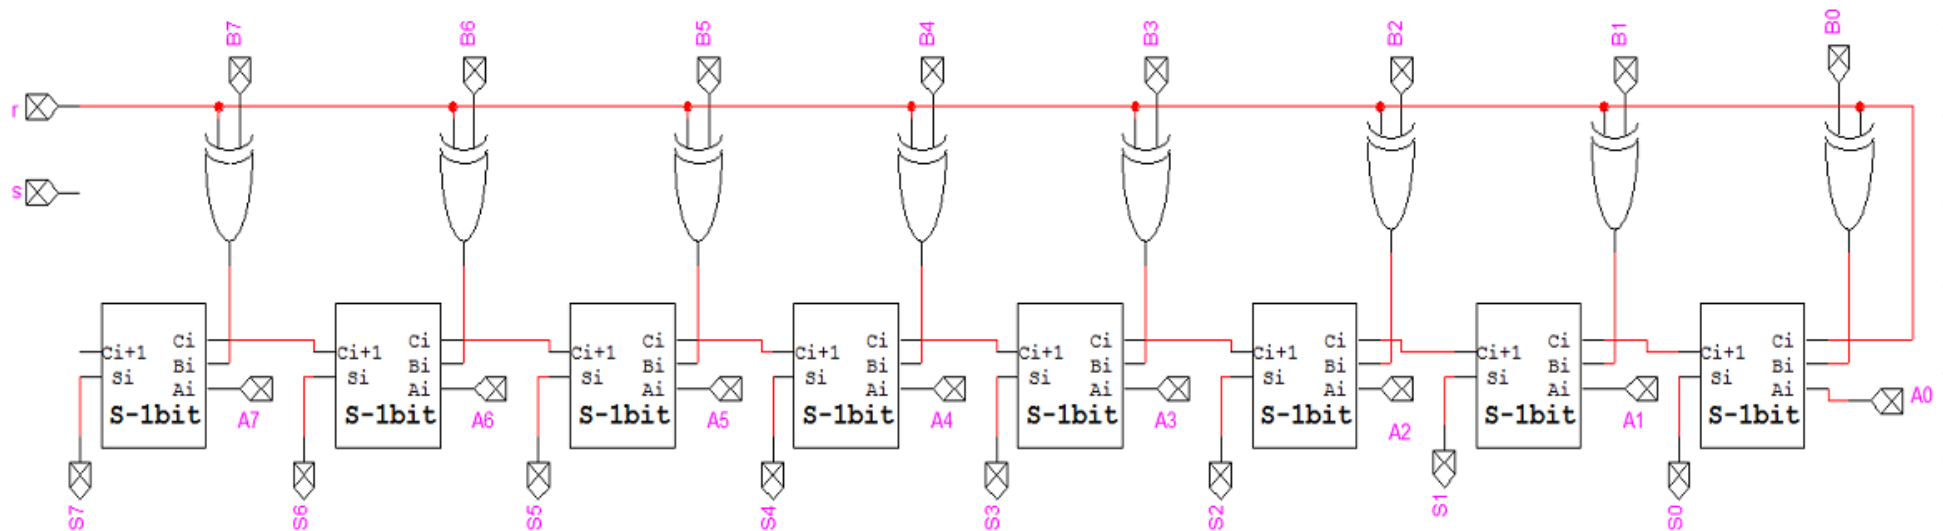 B7 B6 B5 B4 B3 B2 B1 B0
r
s
Ci+1 Ci Ci+1 Ci Ci+1 Ci Ci+1 Ci Ci+1 Ci Ci+1 Ci Ci+1 Ci Ci+1 Ci
Bi Bi Bi Bi Bi Bi Bi Bi
Si Si Si Si Si Si Si Si
Ai Ai Ai Ai Ai Ai Ai Ai
S-1bit S-1bit S-1bit S-1bit S-1bit S-1bit S-1bit S-1bit
A7 A6 A5 A4 A3 A2 A1 A0
S7 S6 S5 S4 S3 S2 S1 S0